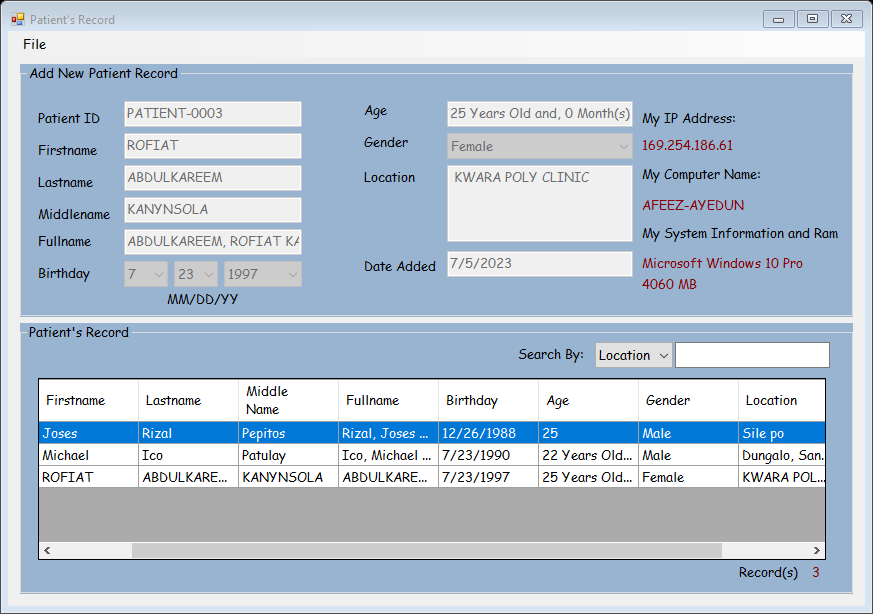 Patient's Record
File
Add New Patient Record
Patient ID PATIENT-0003
Firstname ROFIAT
Lastname ABDULKAREEM
Middlename KANYNSOLA
Fullname ABDULKAREEM, ROFIAT KA
Birthday 7 23 1997
MM/DD/YY
Age 25 Years Old and, 0 Month(s)
Gender Female
Location KWARA POLY CLINIC
Date Added 7/5/2023
My IP Address:
169.254.186.61
My Computer Name:
AFEEZ-AYEDUN
My System Information and Ram
Microsoft Windows 10 Pro
4060 MB
Patient's Record
Search By: Location
Firstname Lastname Middle Name Fullname Birthday Age Gender Location
Joses Rizal Pepitos Rizal, Joses ... 12/26/1988 25 Male Sile po
Michael Ico Patulay Ico, Michael ... 7/23/1990 22 Years Old... Male Dungalo, San.
ROFIAT ABDULKARE... KANYNSOLA ABDULKARE... 7/23/1997 25 Years Old... Female KWARA POL...
Record(s) 3